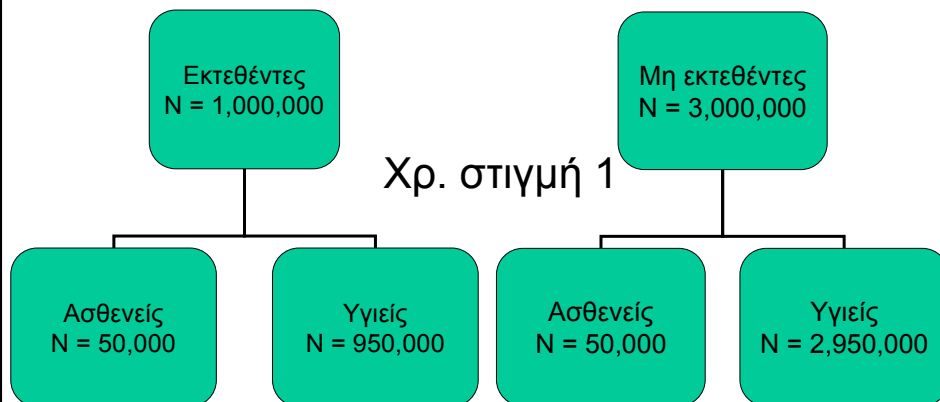 Εκτεθέντες
N = 1,000,000
Μη εκτεθέντες
N = 3,000,000
Χρ. στιγμή 1
Ασθενείς
N = 50,000
Υγιείς
N = 950,000
Ασθενείς
N = 50,000
Υγιείς
N = 2,950,000